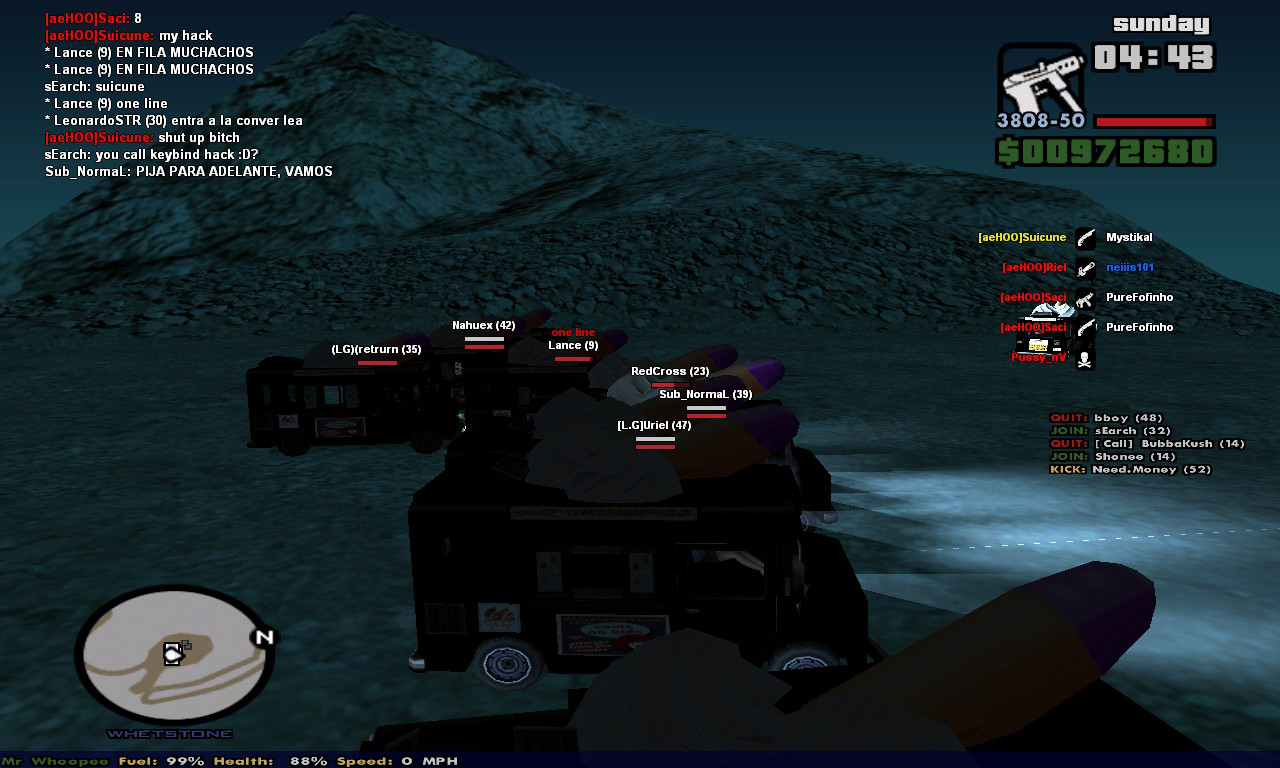 [aeHOO]Saci: 8
[aeHOO]Suicune: my hack
* Lance (9) EN FILA MUCHACHOS
* Lance (9) EN FILA MUCHACHOS
sEarch: suicune
* Lance (9) one line
* LeonardoSTR (30) entra a la conver lea
[aeHOO]Suicune: shut up bitch
sEarch: you call keybind hack :D?
Sub_NormaL: PIJA PARA ADELANTE, VAMOS
sunday
04:43
3808-50
$00972680
[aeHOO]Suicune Mystikal
[aeHOO]Riel neiiis101
[aeHOO]Saci PureFofinho
[aeHOO]Saci PureFofinho
Pussy_nV
Nahuex (42)
one line
Lance (9)
(LG)(retrurn (35)
RedCross (23)
Sub_NormaL (39)
[L.G]Uriel (47)
QUIT: bboy (48)
JOIN: sEarch (32)
QUIT: [Call] BubbaKush (14)
JOIN: Shonee (14)
KICK: Need.Money (52)
come
on kids
N
WHETSTONE
Mr Whoopee Fuel: 99% Health: 88% Speed: 0 MPH